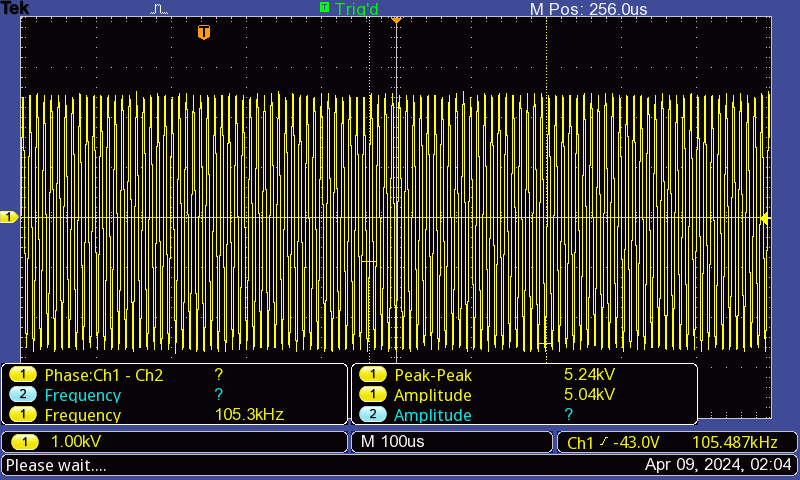 Tek T Trig'd M Pos: 256.0us
T
1
1 Phase:Ch1 - Ch2 ?
2 Frequency ?
1 Frequency 105.3kHz
1 Peak-Peak 5.24kV
1 Amplitude 5.04kV
2 Amplitude ?
1 1.00kV M 100us Ch1 -43.0V 105.487kHz
Please wait.... Apr 09, 2024, 02:04